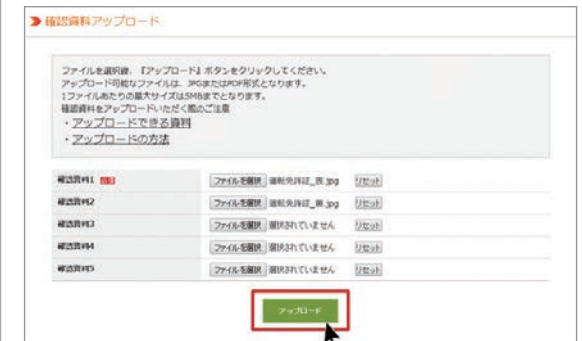 確認資料アップロード
ファイルを選択後、『アップロード』ボタンをクリックしてください。
アップロード可能なファイルは、JPGまたはPDF形式となります。
1ファイルあたりの最大サイズは5MBまでとなります。
確認資料をアップロードいただく際のご注意
・アップロードできる資料
・アップロードの方法
確認資料1 必須 ファイルを選択 運転免許証_表.jpg リセット
確認資料2 ファイルを選択 運転免許証_裏.jpg リセット
確認資料3 ファイルを選択 選択されていません リセット
確認資料4 ファイルを選択 選択されていません リセット
確認資料5 ファイルを選択 選択されていません リセット
アップロード